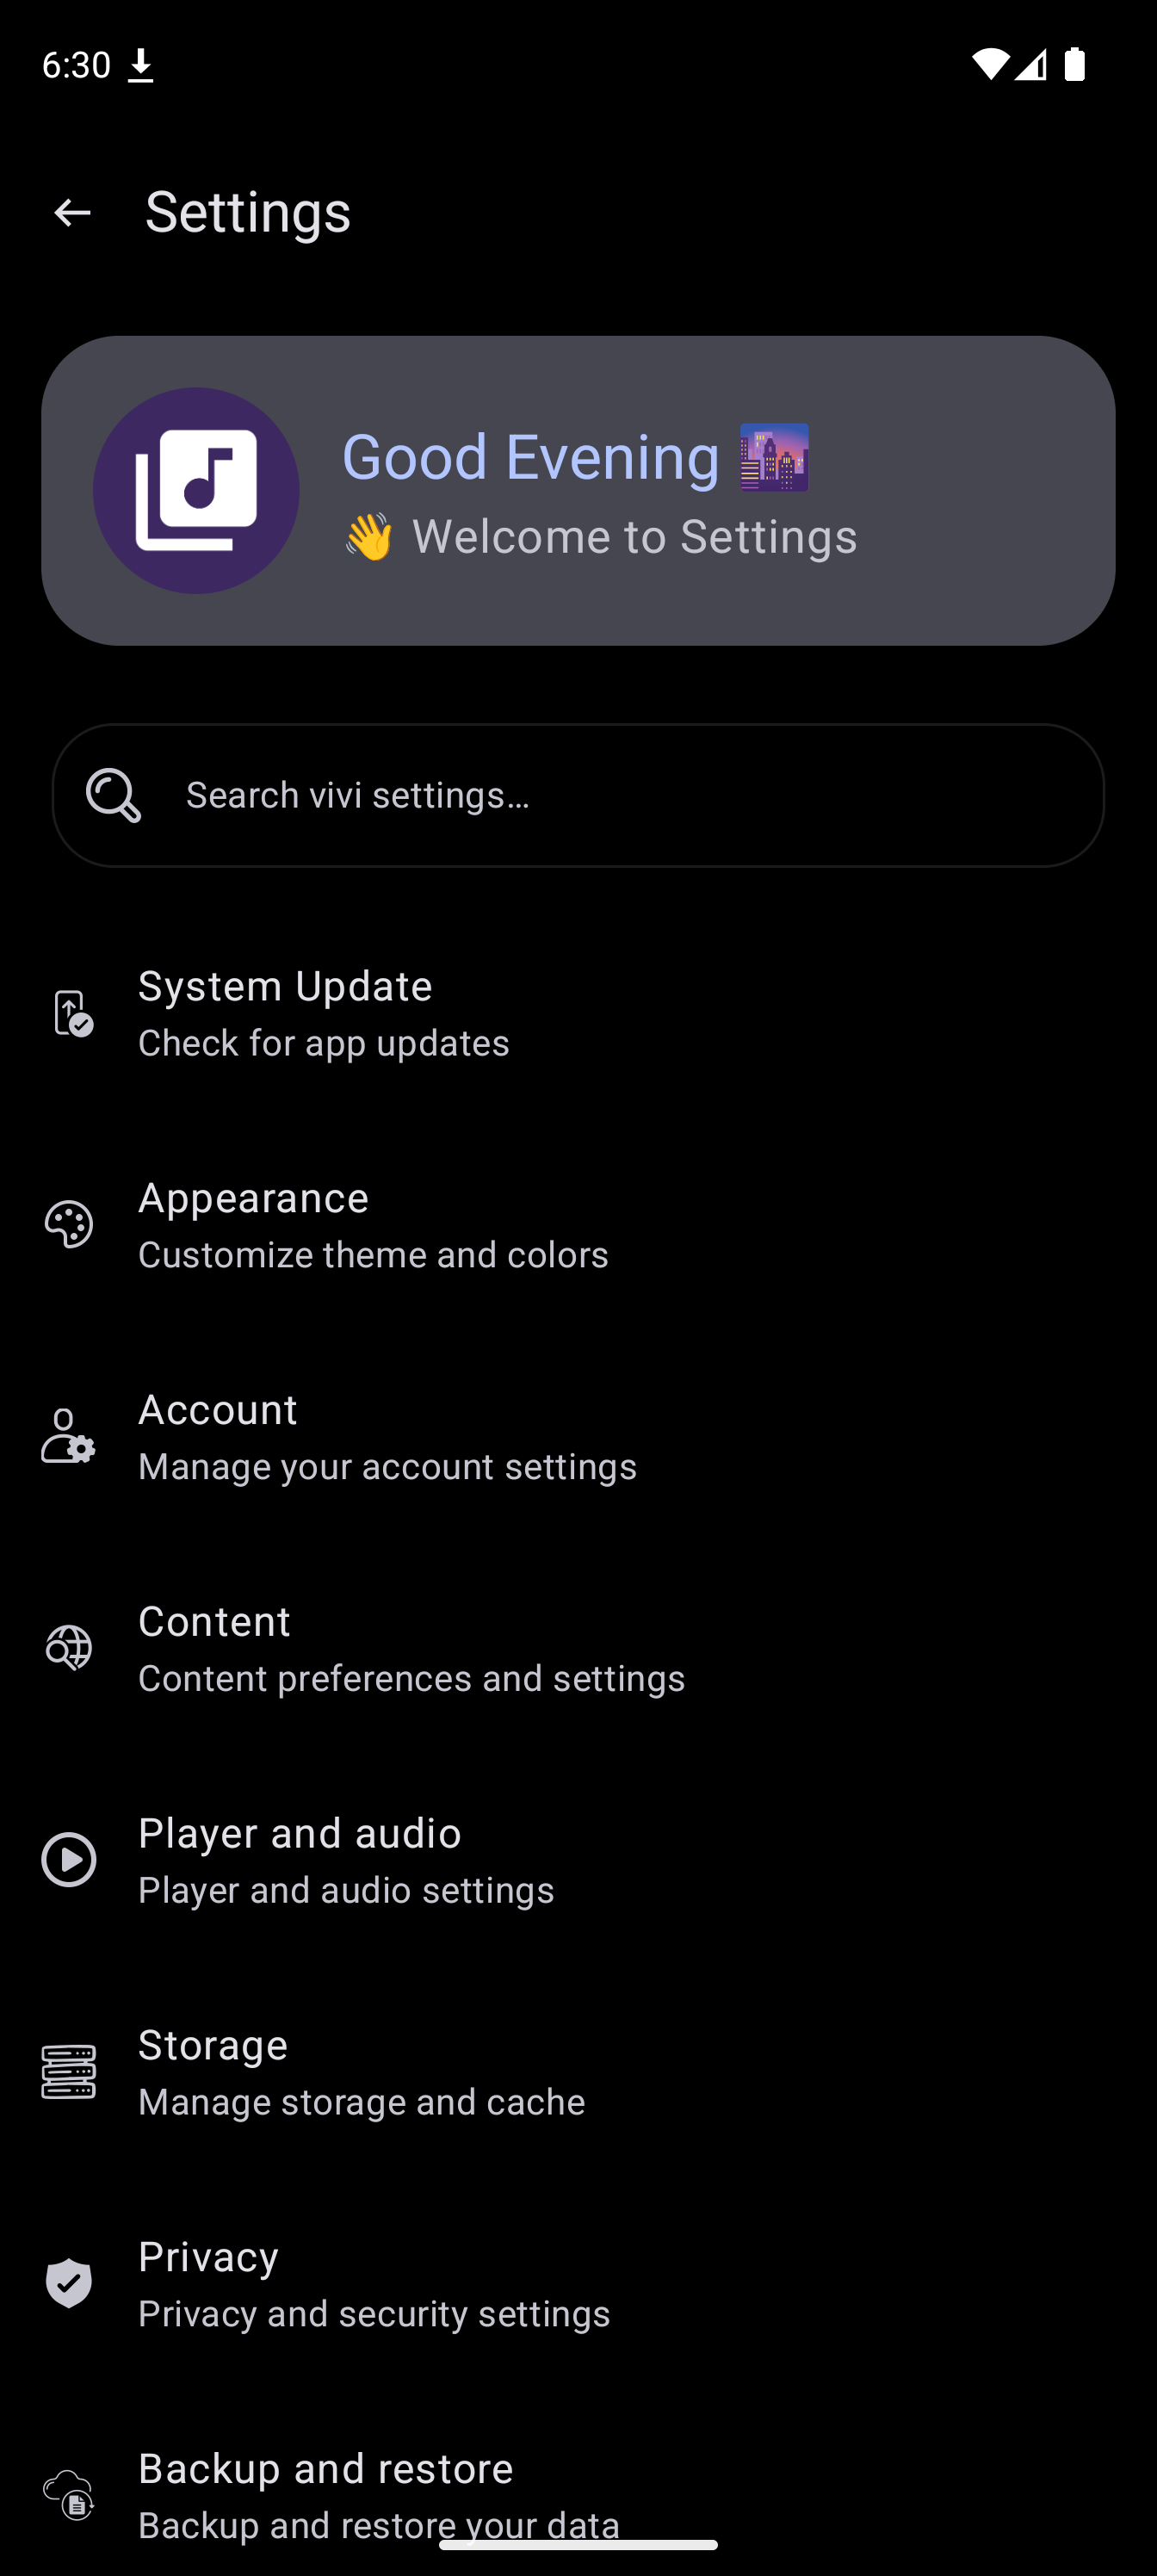 6:30
Settings
Good Evening 🌆
👋 Welcome to Settings
Search vivi settings…
System Update
Check for app updates
Appearance
Customize theme and colors
Account
Manage your account settings
Content
Content preferences and settings
Player and audio
Player and audio settings
Storage
Manage storage and cache
Privacy
Privacy and security settings
Backup and restore
Backup and restore your data